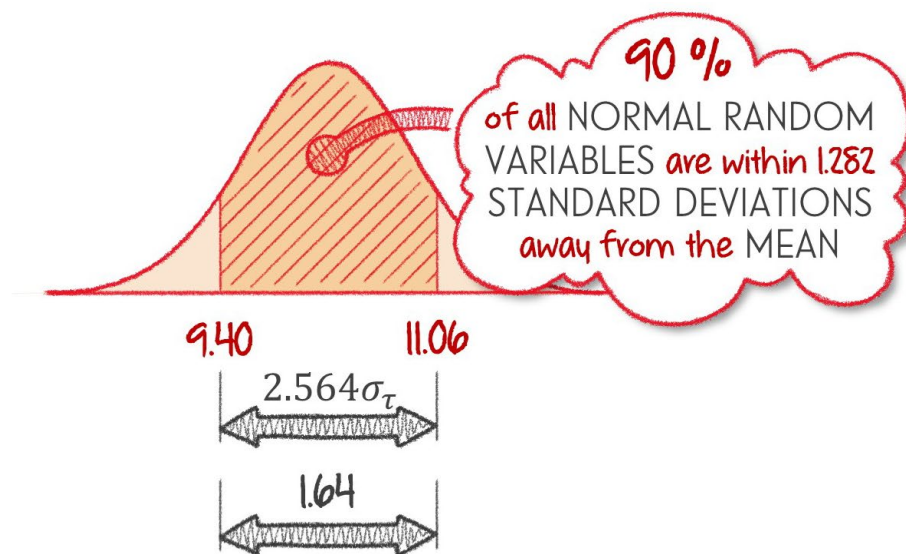 90 %
of all NORMAL RANDOM
VARIABLES are within 1.282
STANDARD DEVIATIONS
away from the MEAN
9.40
11.06
2.564σ_τ
1.64